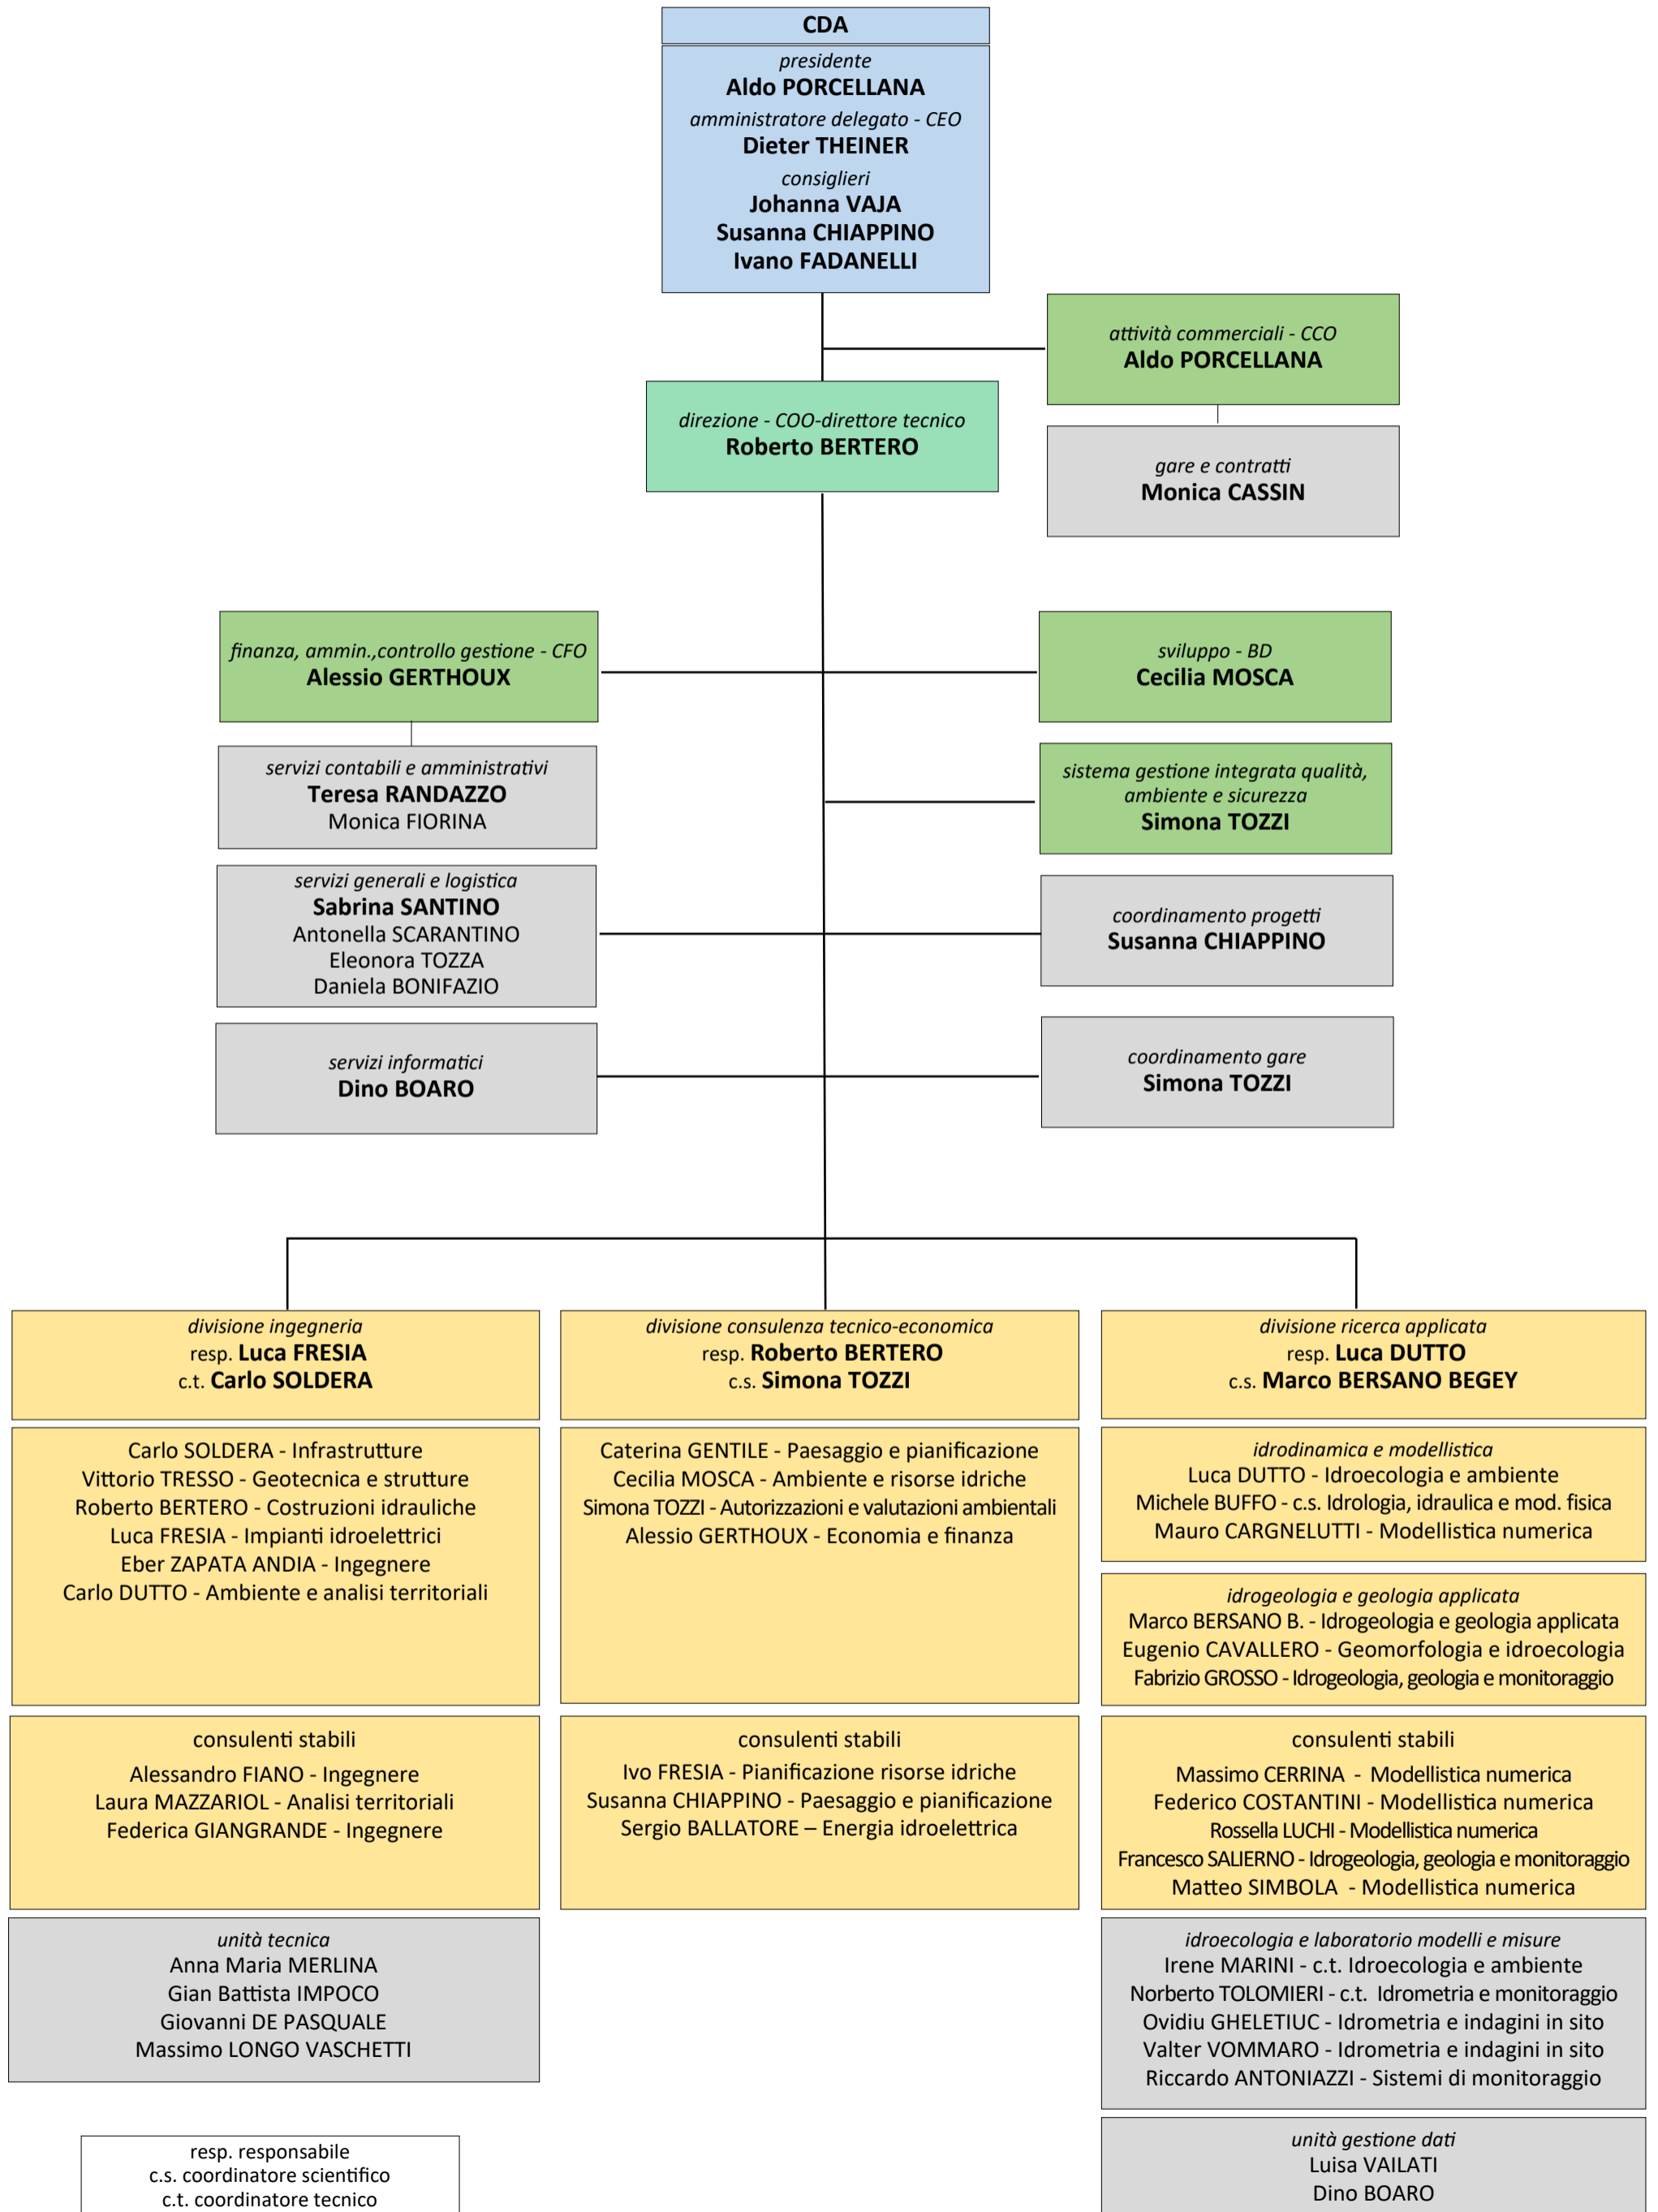 CDA
presidente
Aldo PORCELLANA
amministratore delegato - CEO
Dieter THEINER
consiglieri
Johanna VAJA
Susanna CHIAPPINO
Ivano FADANELLI
attività commerciali - CCO
Aldo PORCELLANA
direzione - COO-direttore tecnico
Roberto BERTERO
gare e contratti
Monica CASSIN
finanza, ammin.,controllo gestione - CFO
Alessio GERTHOUX
sviluppo - BD
Cecilia MOSCA
servizi contabili e amministrativi
Teresa RANDAZZO
Monica FIORINA
sistema gestione integrata qualità,
ambiente e sicurezza
Simona TOZZI
servizi generali e logistica
Sabrina SANTINO
Antonella SCARANTINO
Eleonora TOZZA
Daniela BONIFAZIO
coordinamento progetti
Susanna CHIAPPINO
servizi informatici
Dino BOARO
coordinamento gare
Simona TOZZI
divisione ingegneria
resp. Luca FRESIA
c.t. Carlo SOLDERA
Carlo SOLDERA - Infrastrutture
Vittorio TRESSO - Geotecnica e strutture
Roberto BERTERO - Costruzioni idrauliche
Luca FRESIA - Impianti idroelettrici
Eber ZAPATA ANDIA - Ingegnere
Carlo DUTTO - Ambiente e analisi territoriali
consulenti stabili
Alessandro FIANO - Ingegnere
Laura MAZZARIOL - Analisi territoriali
Federica GIANGRANDE - Ingegnere
unità tecnica
Anna Maria MERLINA
Gian Battista IMPOCO
Giovanni DE PASQUALE
Massimo LONGO VASCHETTI
divisione consulenza tecnico-economica
resp. Roberto BERTERO
c.s. Simona TOZZI
Caterina GENTILE - Paesaggio e pianificazione
Cecilia MOSCA - Ambiente e risorse idriche
Simona TOZZI - Autorizzazioni e valutazioni ambientali
Alessio GERTHOUX - Economia e finanza
consulenti stabili
Ivo FRESIA - Pianificazione risorse idriche
Susanna CHIAPPINO - Paesaggio e pianificazione
Sergio BALLATORE – Energia idroelettrica
divisione ricerca applicata
resp. Luca DUTTO
c.s. Marco BERSANO BEGEY
idrodinamica e modellistica
Luca DUTTO - Idroecologia e ambiente
Michele BUFFO - c.s. Idrologia, idraulica e mod. fisica
Mauro CARGNELUTTI - Modellistica numerica
idrogeologia e geologia applicata
Marco BERSANO B. - Idrogeologia e geologia applicata
Eugenio CAVALLERO - Geomorfologia e idroecologia
Fabrizio GROSSO - Idrogeologia, geologia e monitoraggio
consulenti stabili
Massimo CERRINA - Modellistica numerica
Federico COSTANTINI - Modellistica numerica
Rossella LUCHI - Modellistica numerica
Francesco SALIERNO - Idrogeologia, geologia e monitoraggio
Matteo SIMBOLA - Modellistica numerica
idroecologia e laboratorio modelli e misure
Irene MARINI - c.t. Idroecologia e ambiente
Norberto TOLOMIERI - c.t. Idrometria e monitoraggio
Ovidiu GHELETIUC - Idrometria e indagini in sito
Valter VOMMARO - Idrometria e indagini in sito
Riccardo ANTONIAZZI - Sistemi di monitoraggio
unità gestione dati
Luisa VAILATI
Dino BOARO
resp. responsabile
c.s. coordinatore scientifico
c.t. coordinatore tecnico